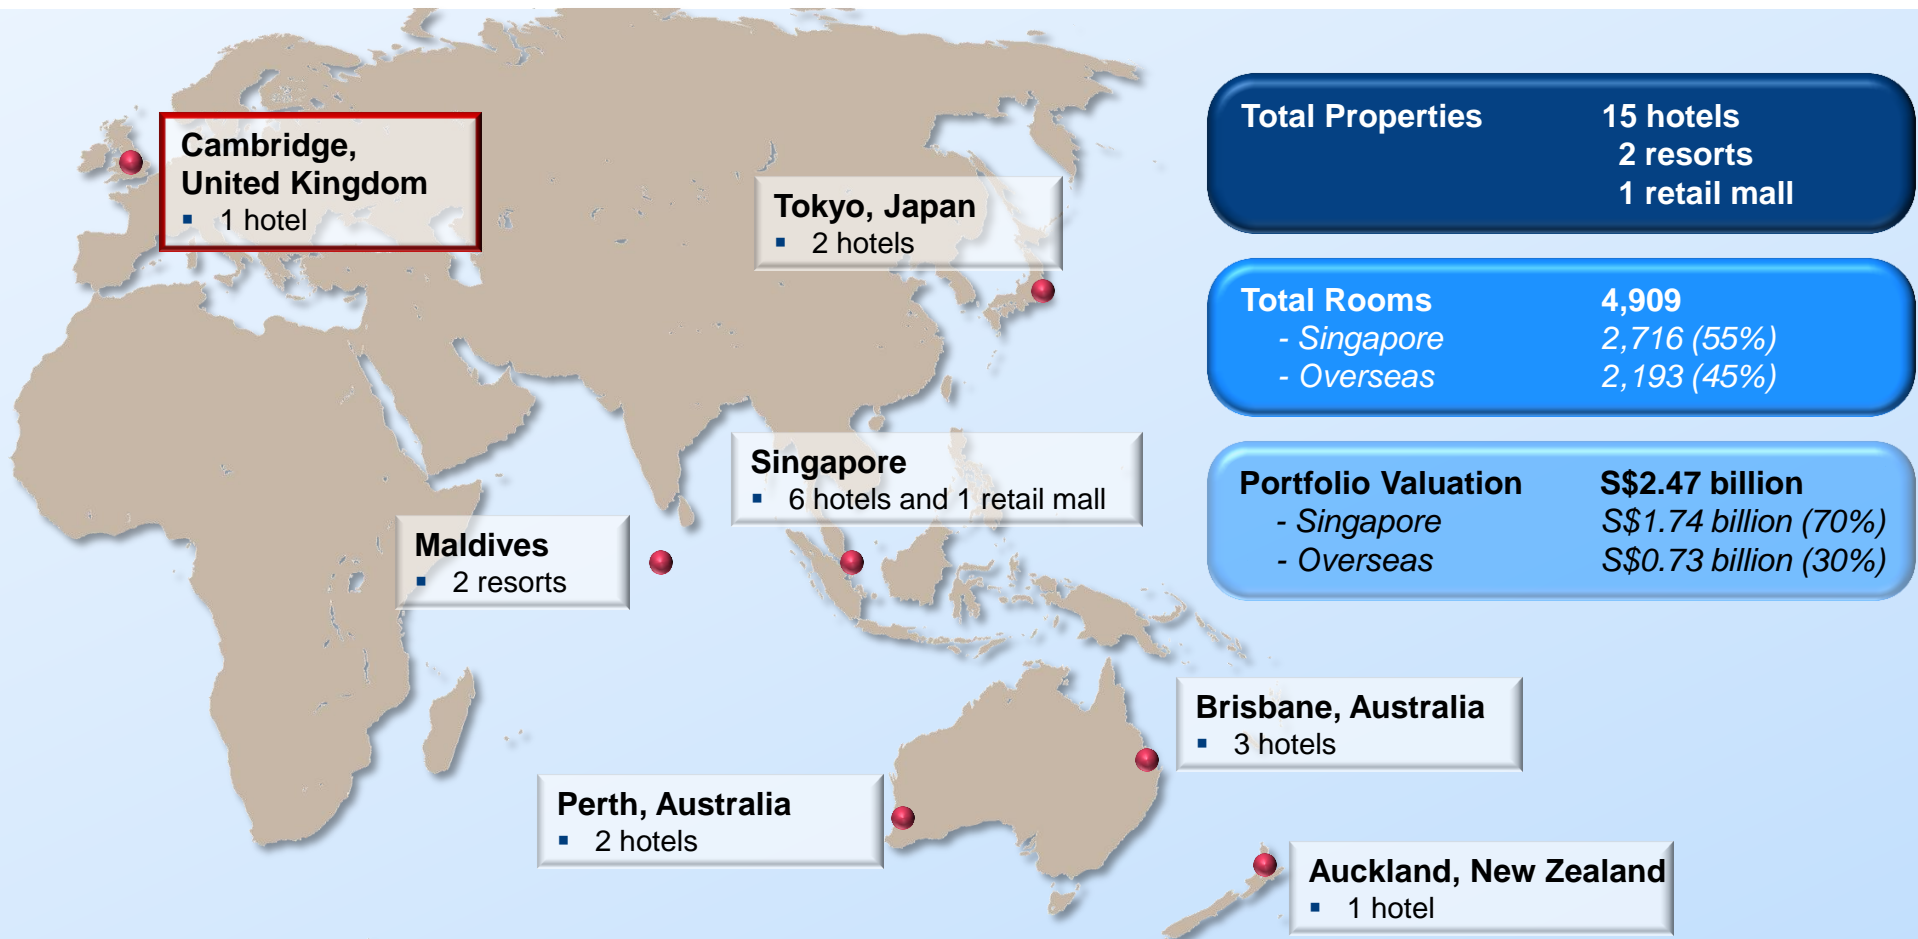 Cambridge,
United Kingdom
▪ 1 hotel
Tokyo, Japan
▪ 2 hotels
Singapore
▪ 6 hotels and 1 retail mall
Maldives
▪ 2 resorts
Brisbane, Australia
▪ 3 hotels
Perth, Australia
▪ 2 hotels
Auckland, New Zealand
▪ 1 hotel
Total Properties 15 hotels
2 resorts
1 retail mall
Total Rooms 4,909
- Singapore 2,716 (55%)
- Overseas 2,193 (45%)
Portfolio Valuation S$2.47 billion
- Singapore S$1.74 billion (70%)
- Overseas S$0.73 billion (30%)